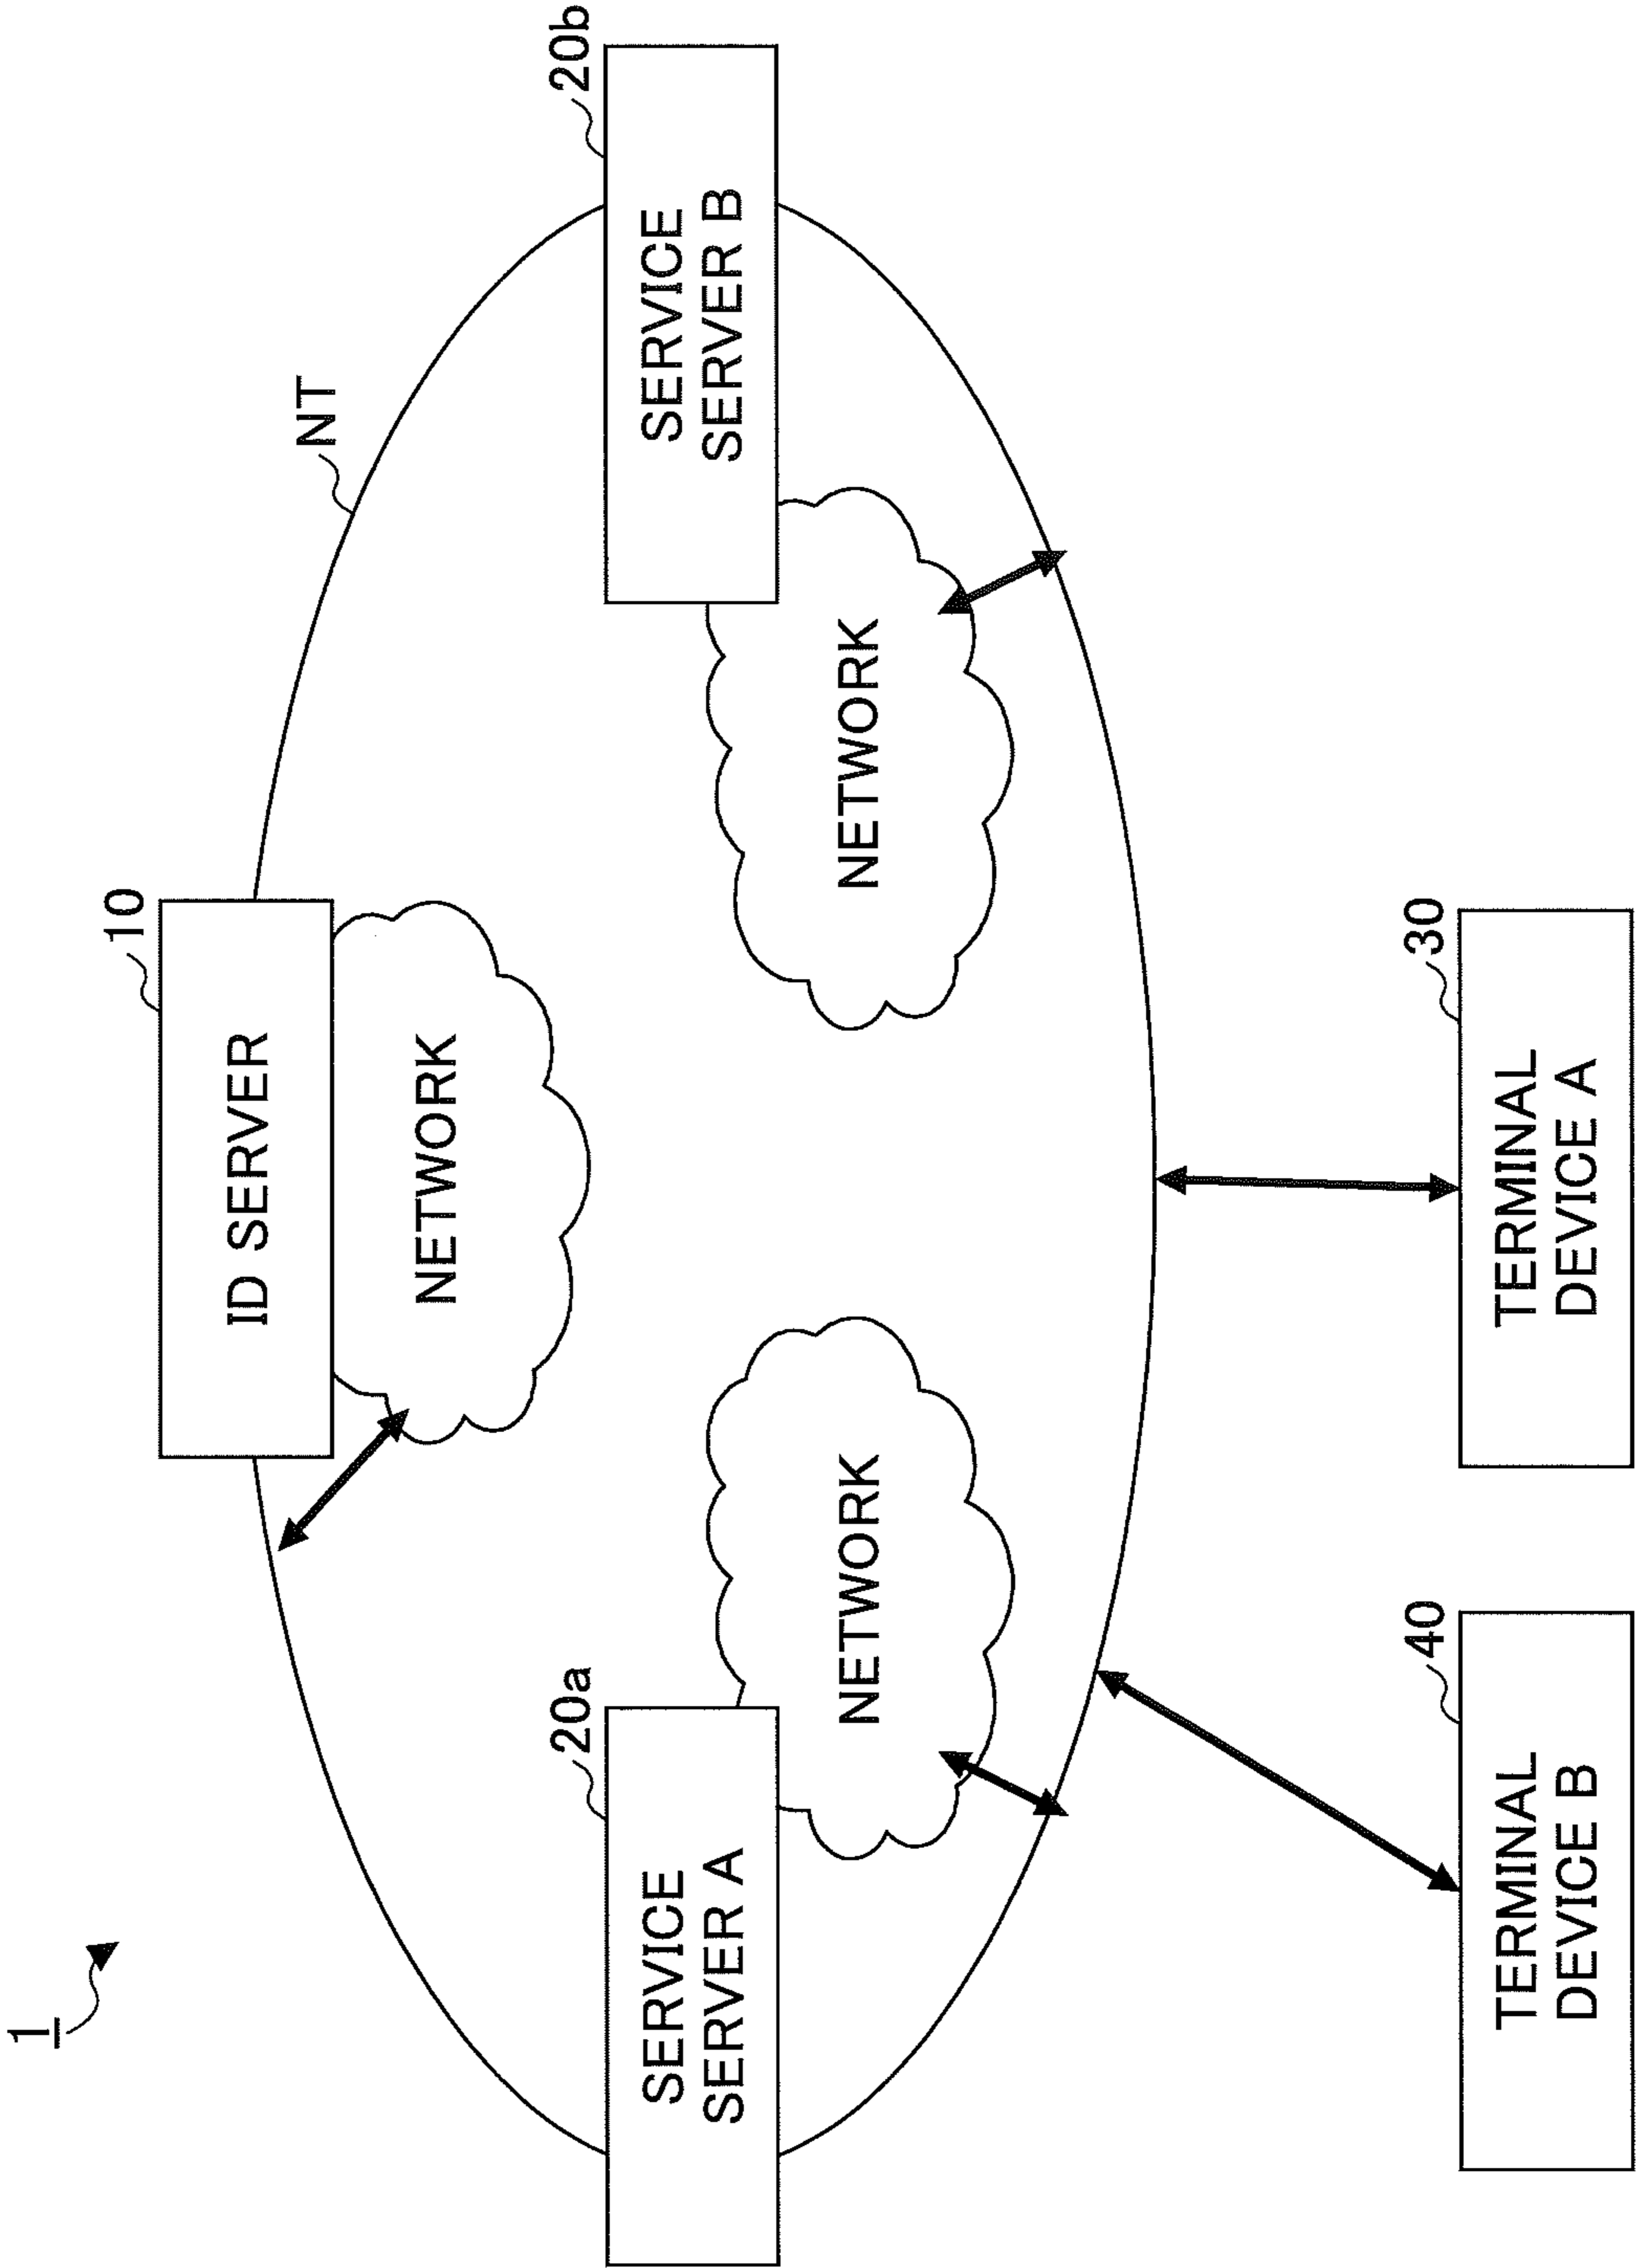 1
10
ID SERVER
NETWORK
NT
20a
SERVICE
SERVER A
NETWORK
20b
SERVICE
SERVER B
NETWORK
40
TERMINAL
DEVICE B
30
TERMINAL
DEVICE A